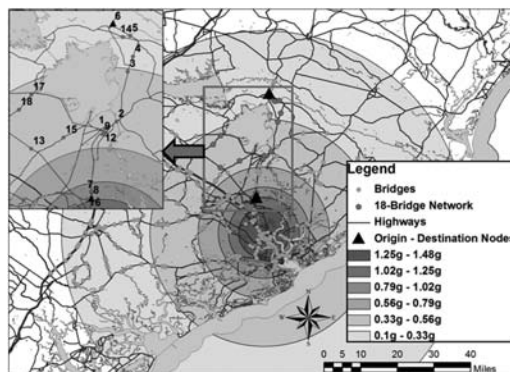 6
14 5
4
3
17
18
1
2
9
15
12
13
7
8
16
Legend
Bridges
18-Bridge Network
Highways
Origin - Destination Nodes
1.25g - 1.48g
1.02g - 1.25g
0.79g - 1.02g
0.56g - 0.79g
0.33g - 0.56g
0.1g - 0.33g
0 5 10 20 30 40
Miles